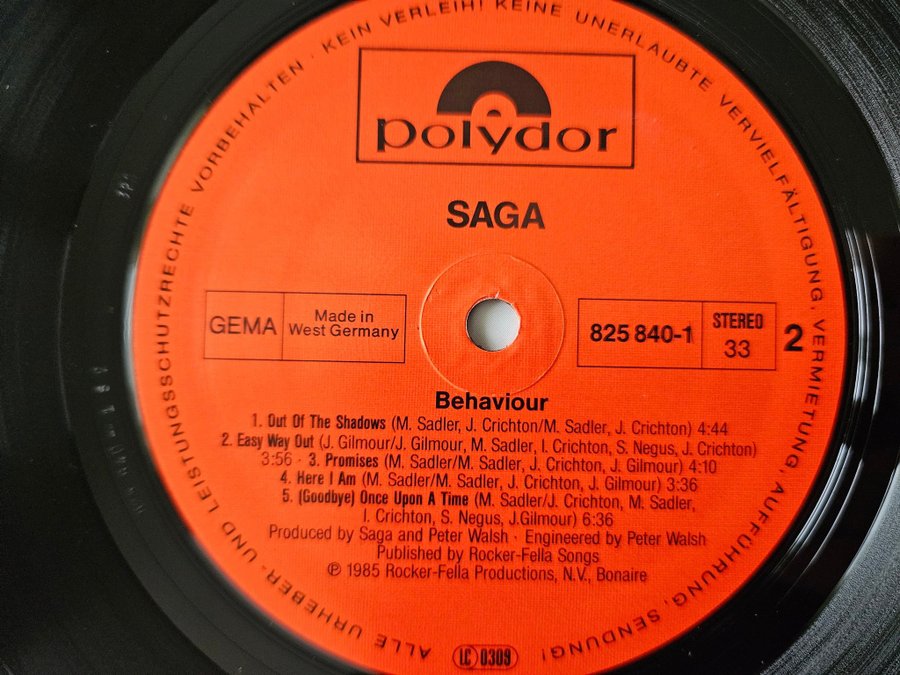 ALLE URHEBER- UND LEISTUNGSSCHUTZRECHTE VORBEHALTEN · KEIN VERLEIH! KEINE UNERLAUBTE VERVIELFÄLTIGUNG, VERMIETUNG, AUFFÜHRUNG, SENDUNG!
polydor
SAGA
GEMA
Made in
West Germany
825 840-1
STEREO
33
2
Behaviour
1. Out Of The Shadows (M. Sadler, J. Crichton/M. Sadler, J. Crichton) 4:44
2. Easy Way Out (J. Gilmour/J. Gilmour, M. Sadler, I. Crichton, S. Negus, J. Crichton)
3:56 · 3. Promises (M. Sadler/M. Sadler, J. Crichton, J. Gilmour) 4:10
4. Here I Am (M. Sadler/M. Sadler, J. Crichton, J. Gilmour) 3:36
5. (Goodbye) Once Upon A Time (M. Sadler/J. Crichton, M. Sadler,
I. Crichton, S. Negus, J.Gilmour) 6:36
Produced by Saga and Peter Walsh · Engineered by Peter Walsh
Published by Rocker-Fella Songs
℗ 1985 Rocker-Fella Productions, N.V., Bonaire
LC 0309